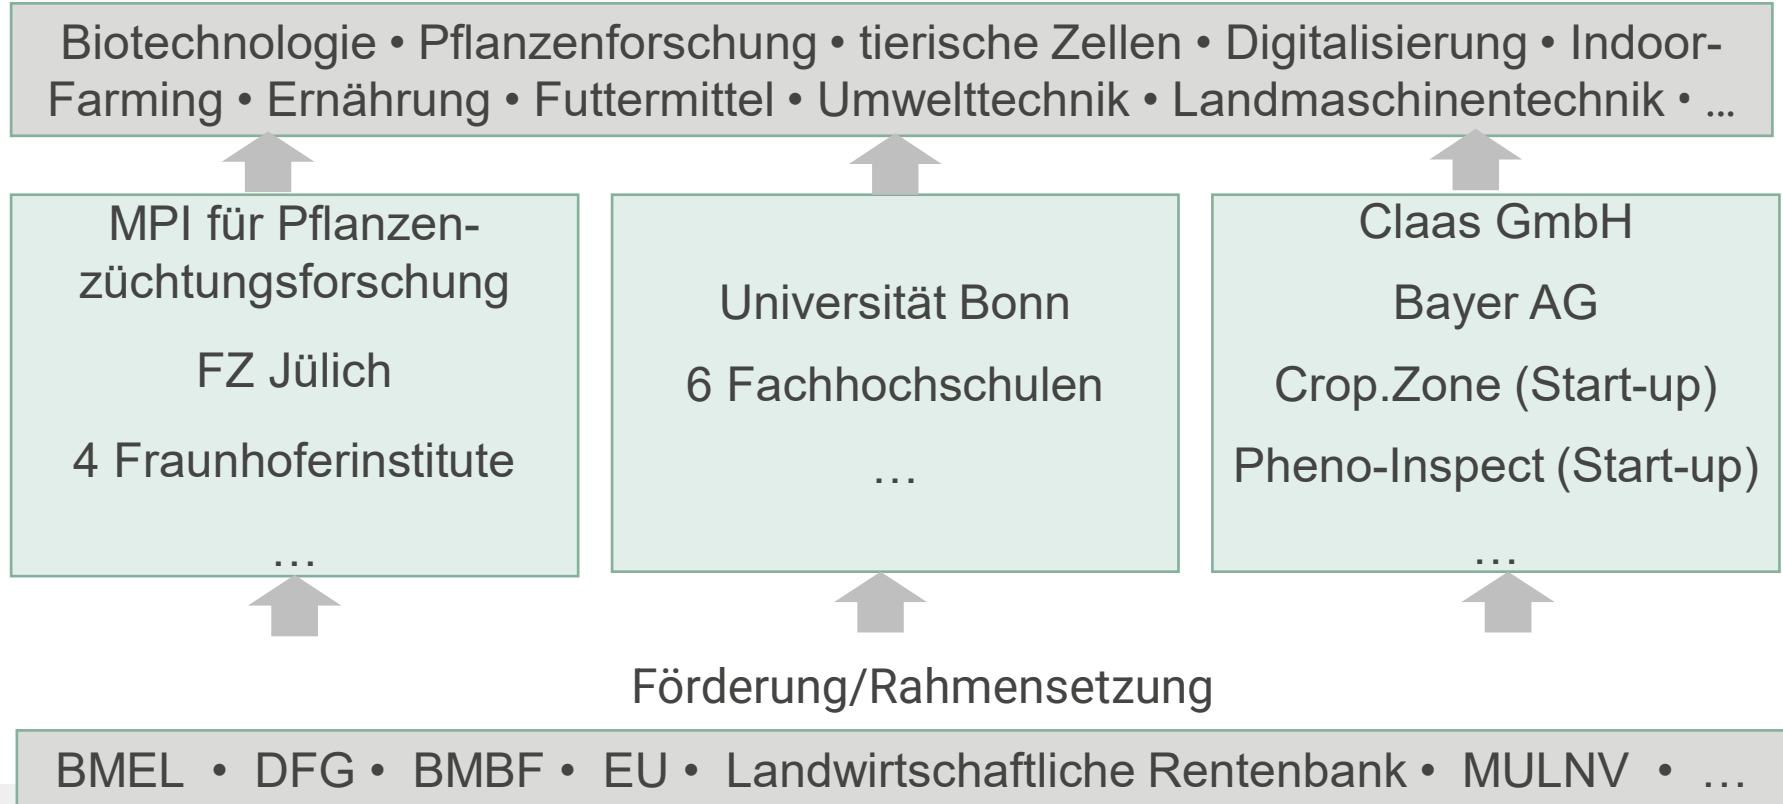 Biotechnologie • Pflanzenforschung • tierische Zellen • Digitalisierung • Indoor-
Farming • Ernährung • Futtermittel • Umwelttechnik • Landmaschinentechnik • ...
MPI für Pflanzen-
züchtungsforschung
FZ Jülich
4 Fraunhoferinstitute
…
Universität Bonn
6 Fachhochschulen
…
Claas GmbH
Bayer AG
Crop.Zone (Start-up)
Pheno-Inspect (Start-up)
…
Förderung/Rahmensetzung
BMEL • DFG • BMBF • EU • Landwirtschaftliche Rentenbank • MULNV • …